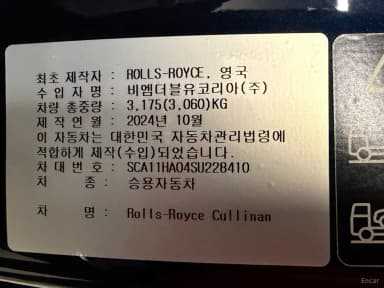 최초 제작자 : ROLLS-ROYCE, 영국
수 입 자 명 : 비엠더블유코리아(주)
차량 총중량 : 3,175(3,060)KG
제 작 연 월 : 2024년 10월
이 자동차는 대한민국 자동차관리법령에
적합하게 제작(수입)되었습니다.
차 대 번 호 : SCA11HA04SU228410
차 종 : 승용자동차
차 명 : Rolls-Royce Cullinan
Encar